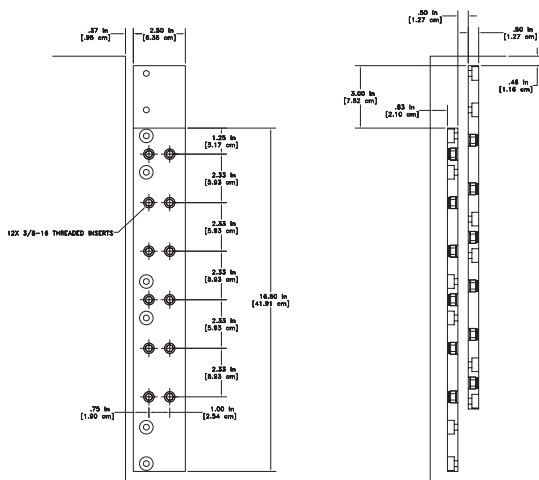 .37 in
[.95 cm]
2.50 in
[6.35 cm]
1.25 in
[3.17 cm]
2.33 in
[5.93 cm]
2.33 in
[5.93 cm]
2.33 in
[5.93 cm]
2.33 in
[5.93 cm]
2.33 in
[5.93 cm]
12X 3/8-16 THREADED INSERTS
16.50 in
[41.91 cm]
.75 in
[1.90 cm]
1.00 in
[2.54 cm]
.50 in
[1.27 cm]
.50 in
[1.27 cm]
.46 in
[1.16 cm]
3.00 in
[7.62 cm]
.83 in
[2.10 cm]